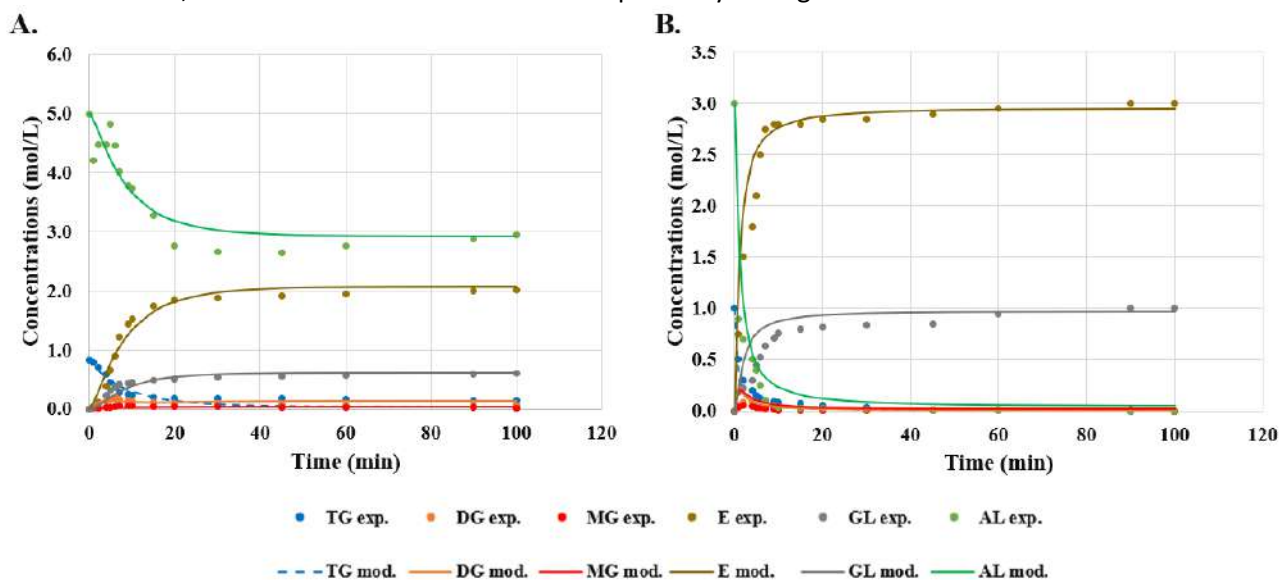 A.
B.
6.0
5.0
4.0
3.0
2.0
1.0
0.0
Concentrations (mol/L)
0 20 40 60 80 100 120
Time (min)
3.5
3.0
2.5
2.0
1.5
1.0
0.5
0.0
Concentrations (mol/L)
0 20 40 60 80 100 120
Time (min)
TG exp. DG exp. MG exp. E exp. GL exp. AL exp.
TG mod. DG mod. MG mod. E mod. GL mod. AL mod.